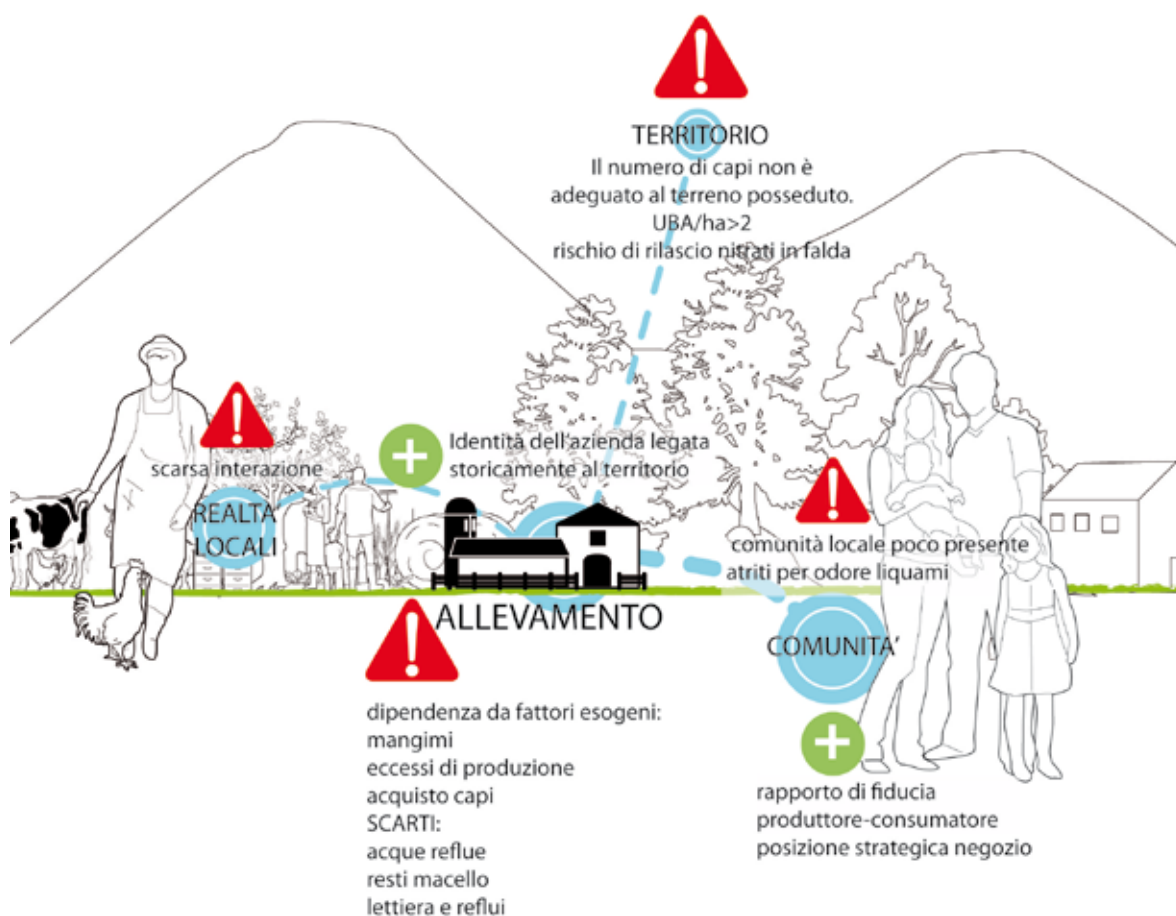 TERRITORIO
Il numero di capi non è
adeguato al terreno posseduto.
UBA/ha>2
rischio di rilascio nitrati in falda
Identità dell'azienda legata
storicamente al territorio
scarsa interazione
REALTA
LOCALI
comunità locale poco presente
atriti per odore liquami
ALLEVAMENTO
COMUNITA'
dipendenza da fattori esogeni:
mangimi
eccessi di produzione
acquisto capi
SCARTI:
acque reflue
resti macello
lettiera e reflui
rapporto di fiducia
produttore-consumatore
posizione strategica negozio